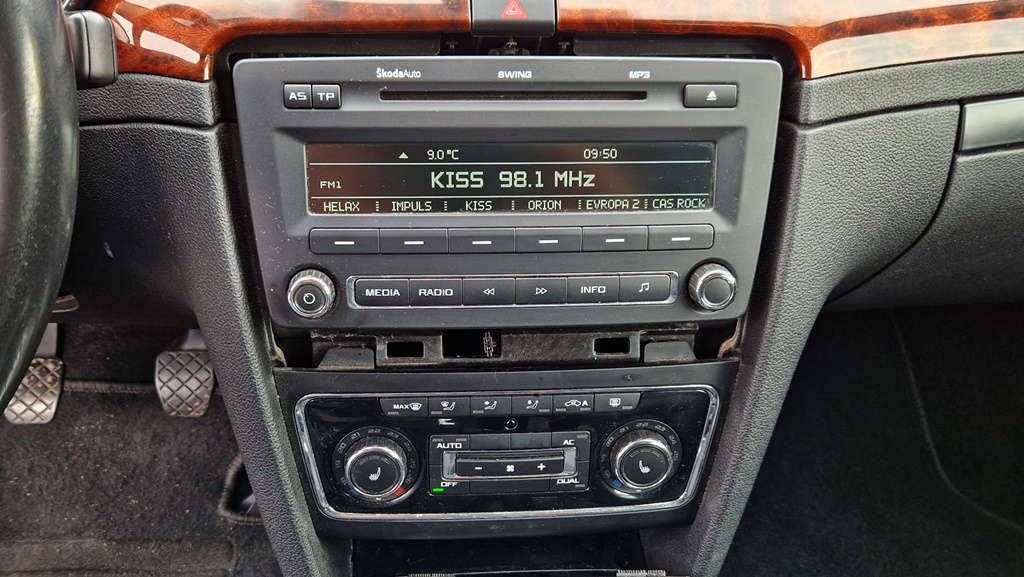 ŠkodaAuto SWING MP3
AS TP
9.0 °C 09:50
FM1 KISS 98.1 MHz
HELAX IMPULS KISS ORION EVROPA 2 CAS ROCK
MEDIA RADIO INFO
MAX A
AUTO AC
- +
OFF DUAL